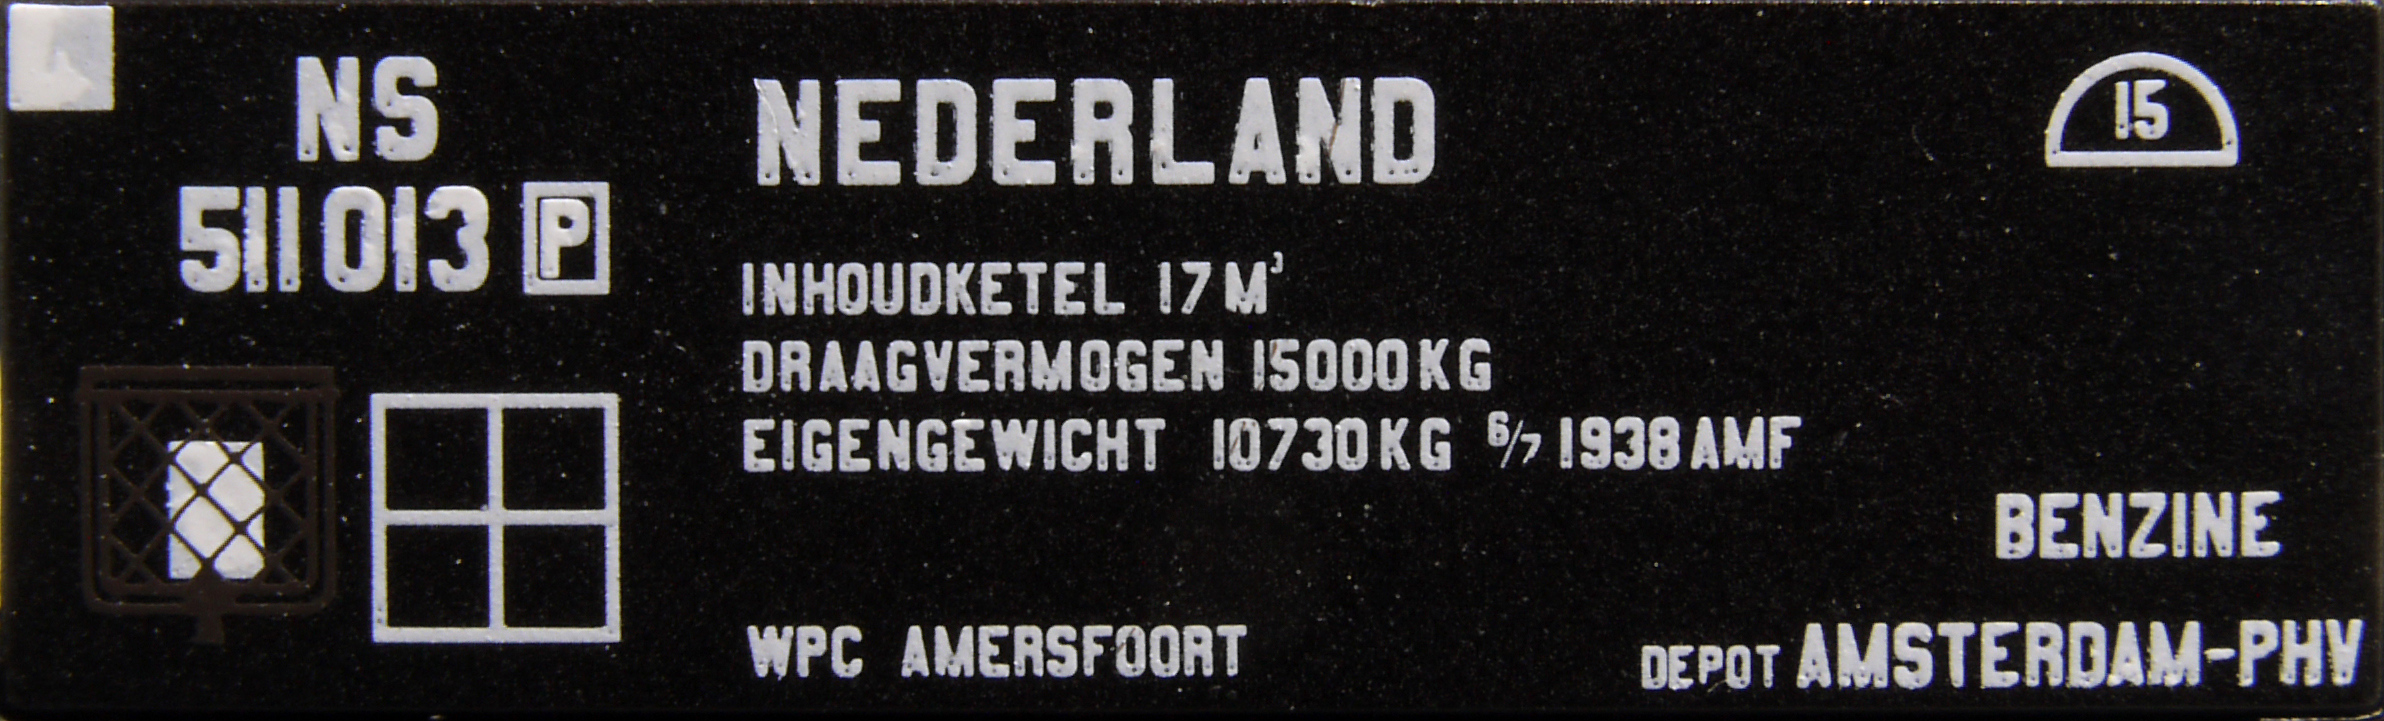 NS
511 013 P
NEDERLAND
15
INHOUDKETEL 17 M³
DRAAGVERMOGEN 15000 KG
EIGENGEWICHT 10730 KG 6/7 1938 AMF
BENZINE
WPC AMERSFOORT
DEPOT AMSTERDAM-PHV